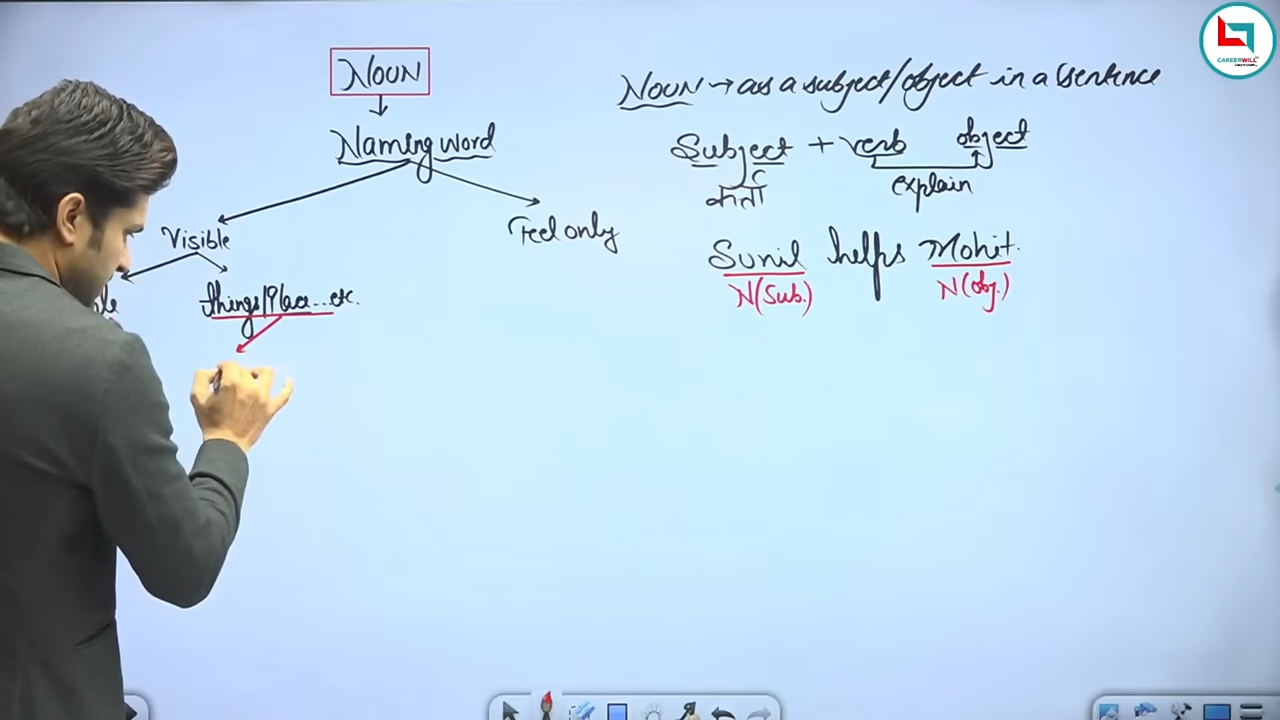 NOUN
Naming word
Visible
Feel only
things/Place...etc.
NOUN → as a subject/object in a sentence
Subject + verb object
कर्ता
explain
Sunil helps Mohit.
N(Sub.) N(Obj.)
CAREERWILL